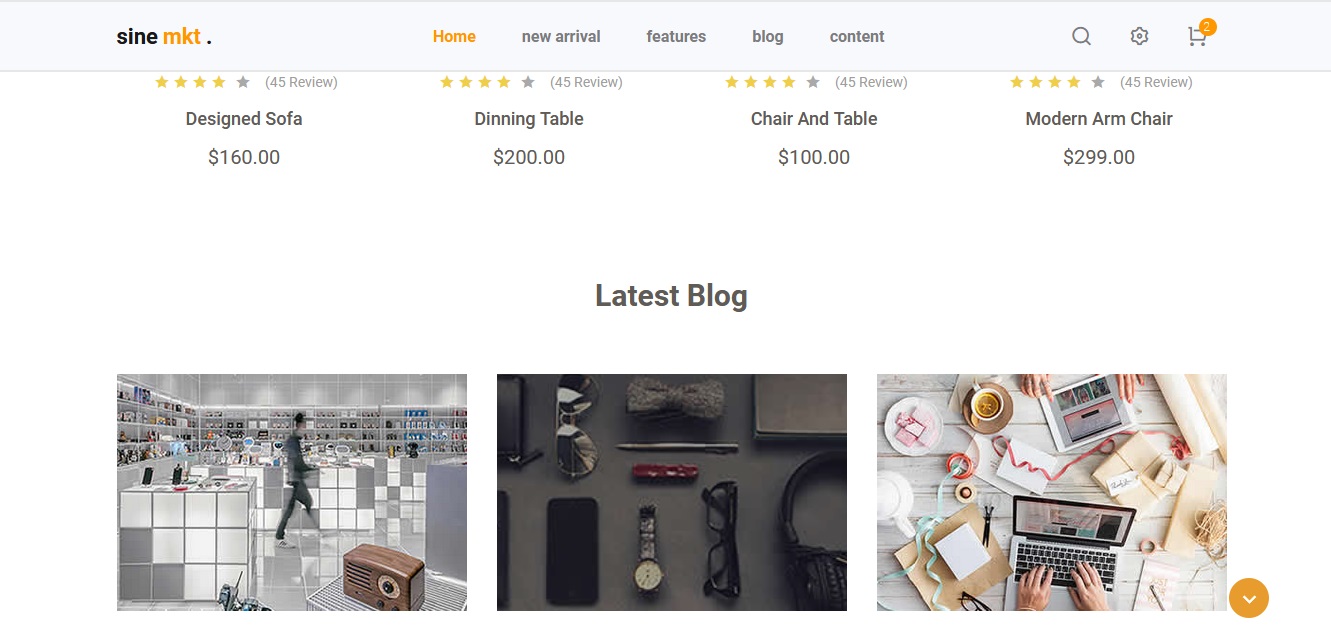 sine mkt . Home new arrival features blog content 2
(45 Review) (45 Review) (45 Review) (45 Review)
Designed Sofa Dinning Table Chair And Table Modern Arm Chair
$160.00 $200.00 $100.00 $299.00
Latest Blog